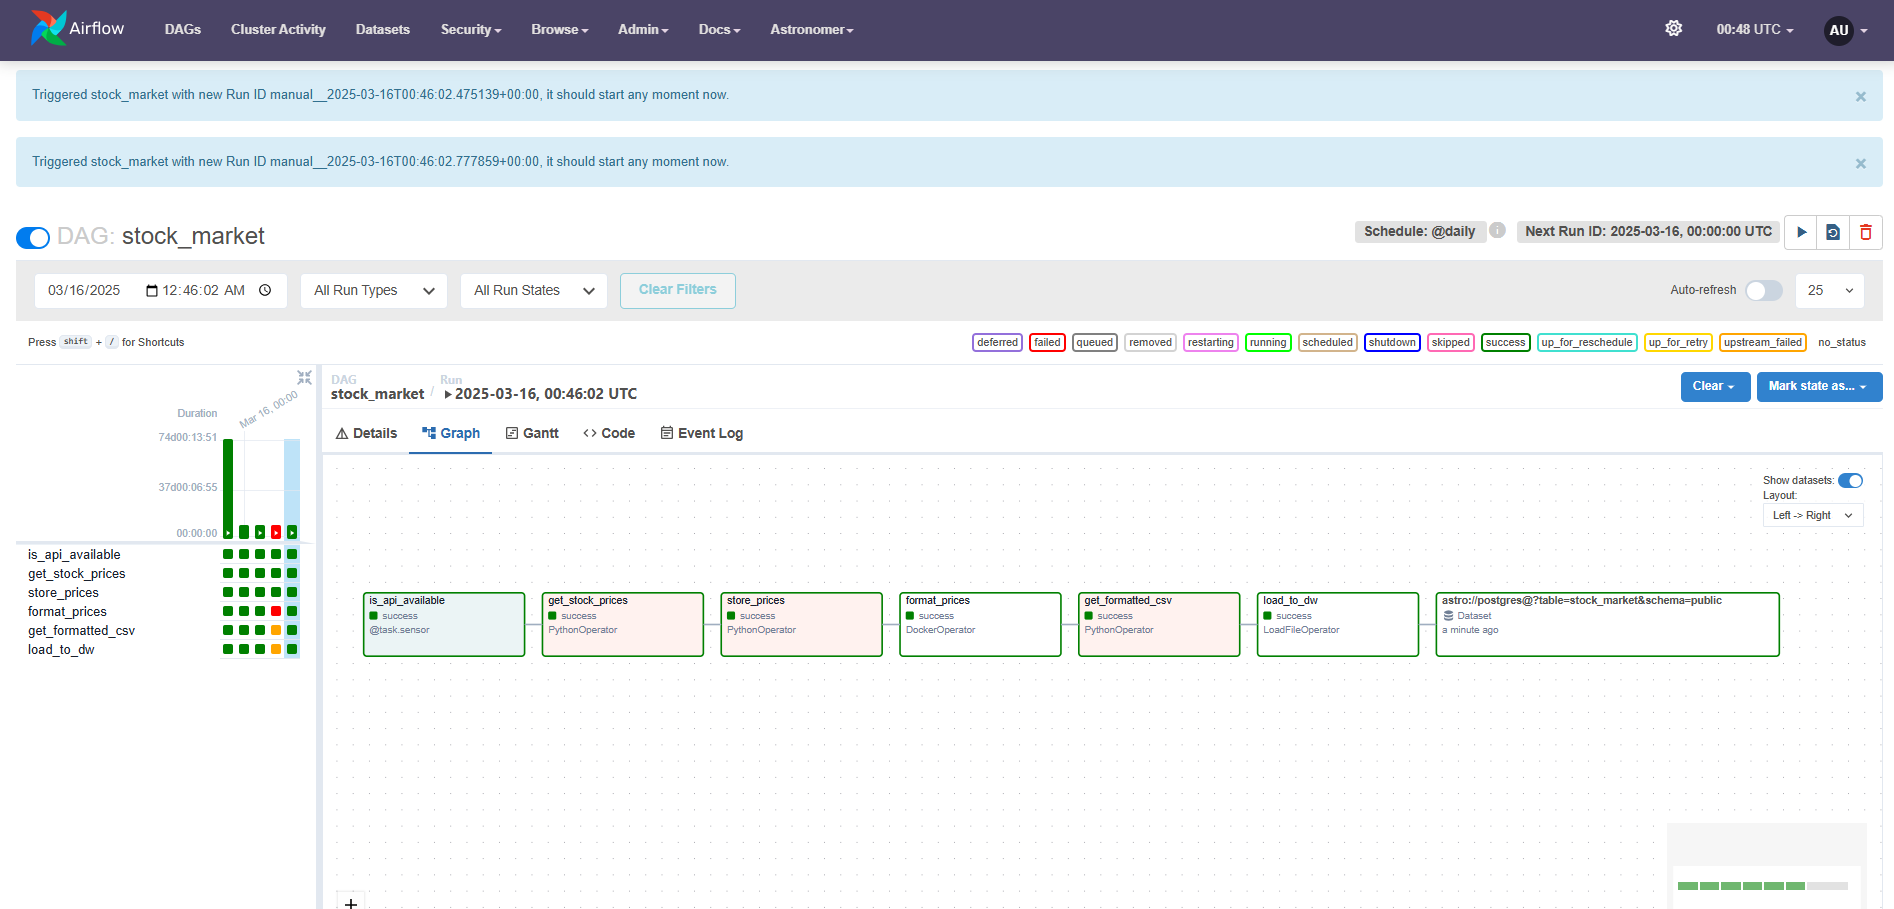 Airflow DAGs Cluster Activity Datasets Security Browse Admin Docs Astronomer 00:48 UTC AU
Triggered stock_market with new Run ID manual__2025-03-16T00:46:02.475139+00:00, it should start any moment now. ×
Triggered stock_market with new Run ID manual__2025-03-16T00:46:02.777859+00:00, it should start any moment now. ×
DAG: stock_market Schedule: @daily i Next Run ID: 2025-03-16, 00:00:00 UTC
03/16/2025 12:46:02 AM All Run Types All Run States Clear Filters Auto-refresh 25
Press shift + / for Shortcuts deferred failed queued removed restarting running scheduled shutdown skipped success up_for_reschedule up_for_retry upstream_failed no_status
DAG
stock_market / Run
2025-03-16, 00:46:02 UTC
Clear Mark state as...
Details Graph Gantt Code Event Log
Duration
Mar 16, 00:00
74d00:13:51
37d00:06:55
00:00:00
is_api_available
get_stock_prices
store_prices
format_prices
get_formatted_csv
load_to_dw
Show datasets:
Layout:
Left -> Right
is_api_available
success
@task.sensor
get_stock_prices
success
PythonOperator
store_prices
success
PythonOperator
format_prices
success
DockerOperator
get_formatted_csv
success
PythonOperator
load_to_dw
success
LoadFileOperator
astro://postgres@?table=stock_market&schema=public
Dataset
a minute ago
+